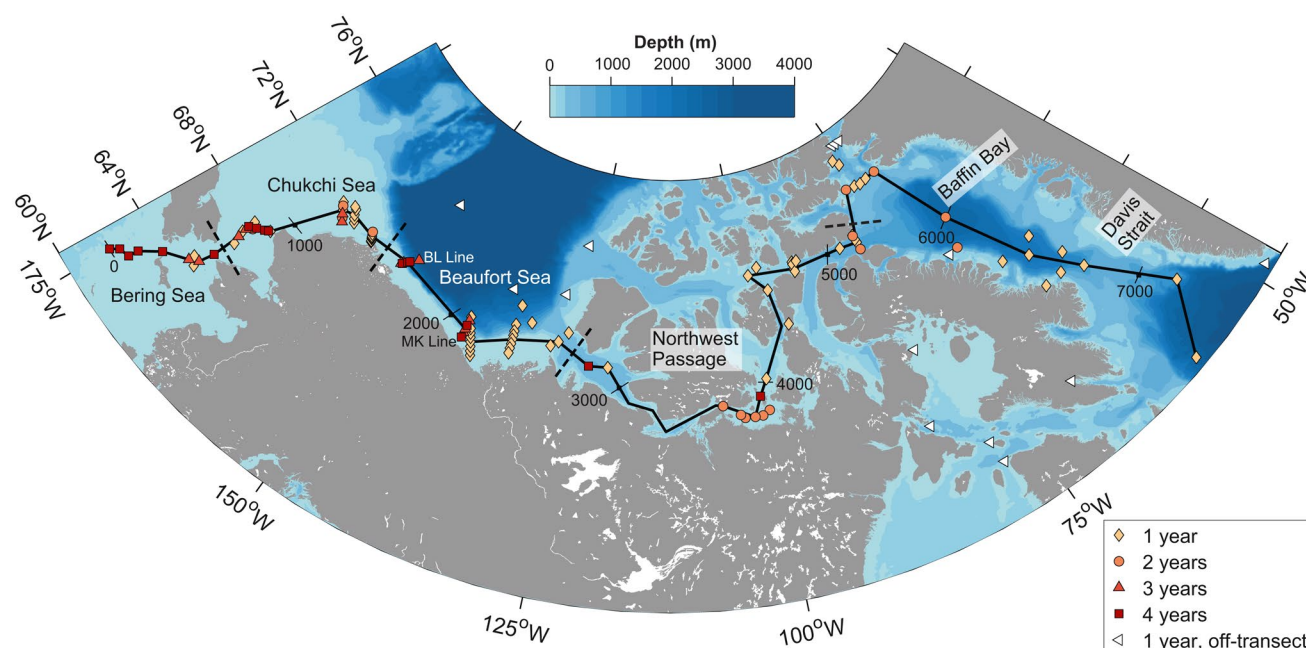 Depth (m)
0 1000 2000 3000 4000
76°N
72°N
68°N
64°N
60°N
175°W
150°W
125°W
100°W
75°W
50°W
Chukchi Sea
Bering Sea
Beaufort Sea
BL Line
MK Line
Northwest
Passage
Baffin Bay
Davis
Strait
0
1000
2000
3000
4000
5000
6000
7000
1 year
2 years
3 years
4 years
1 year, off-transect